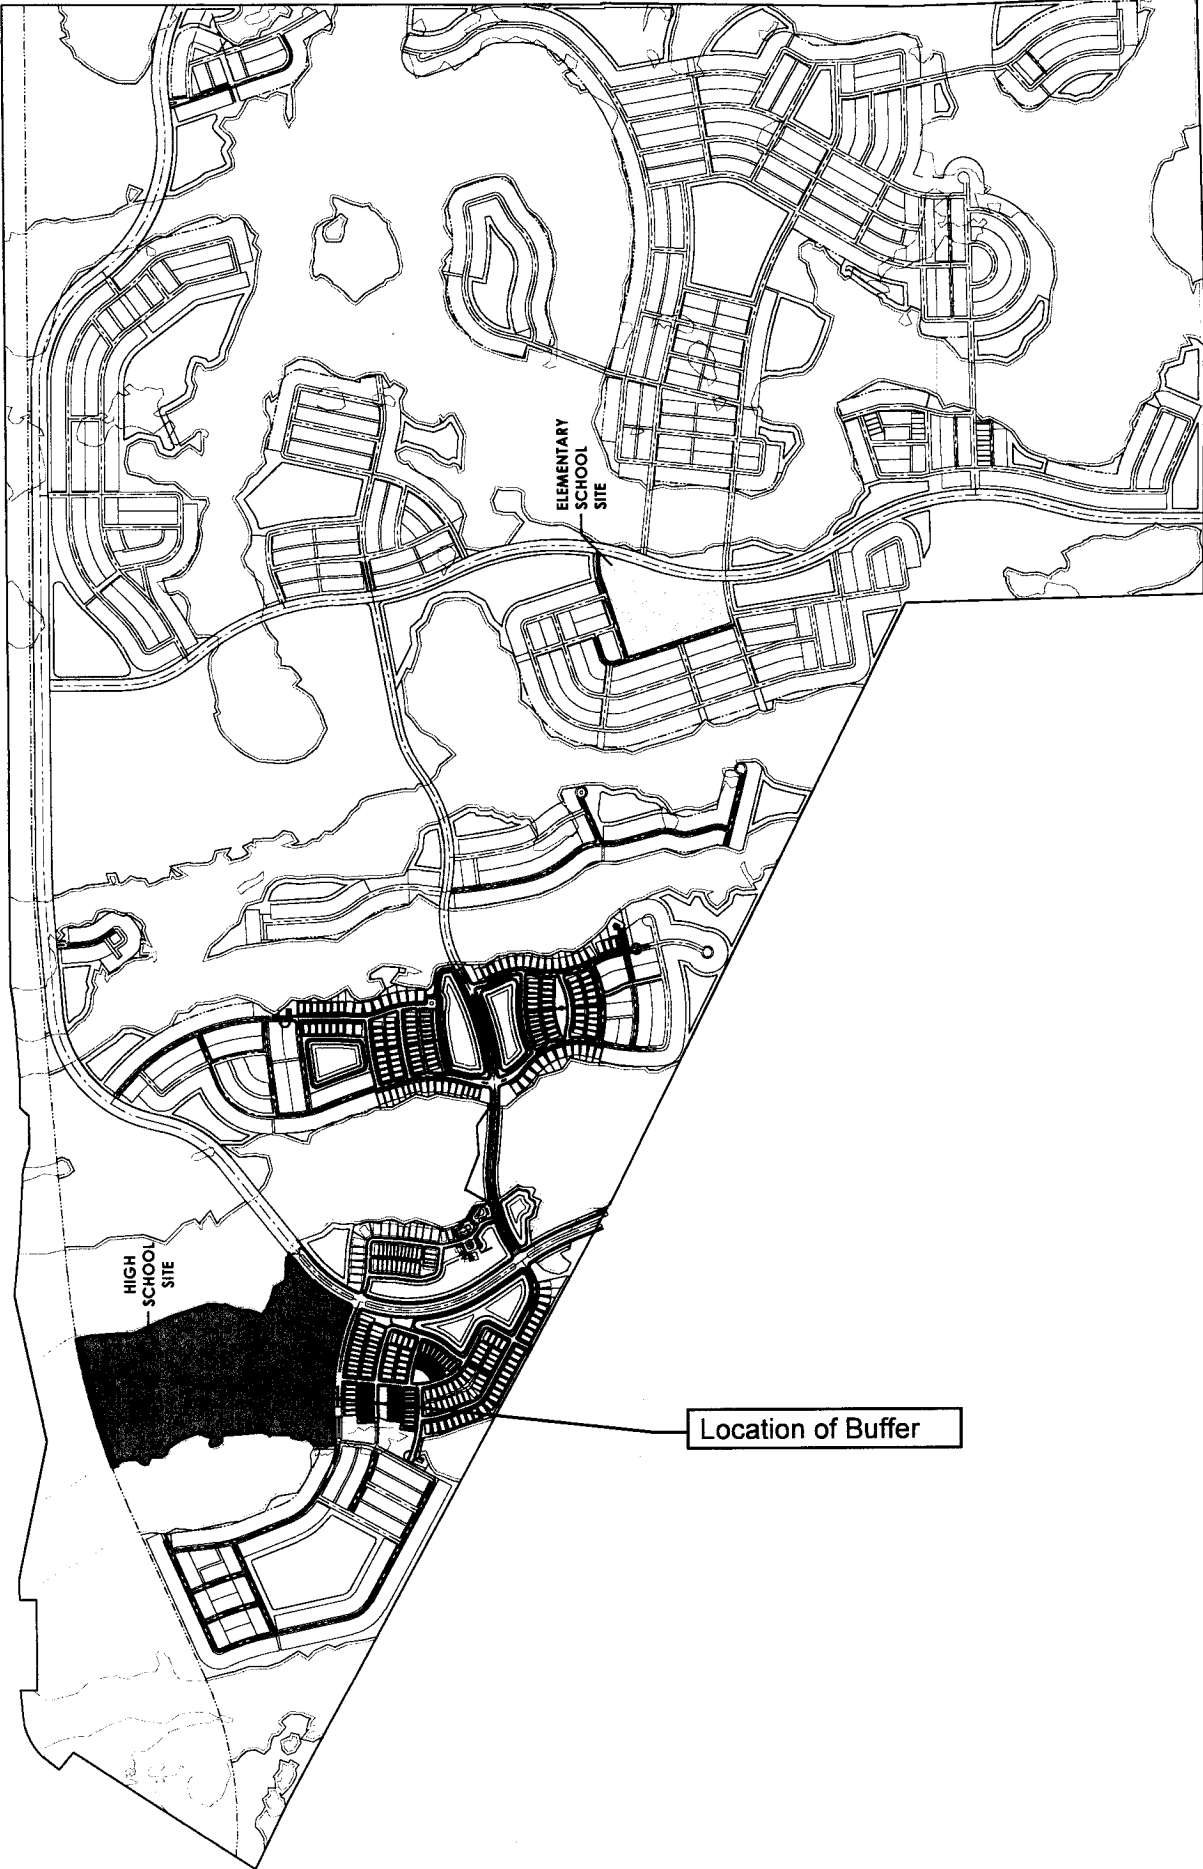 ELEMENTARY
SCHOOL
SITE
HIGH
SCHOOL
SITE
Location of Buffer